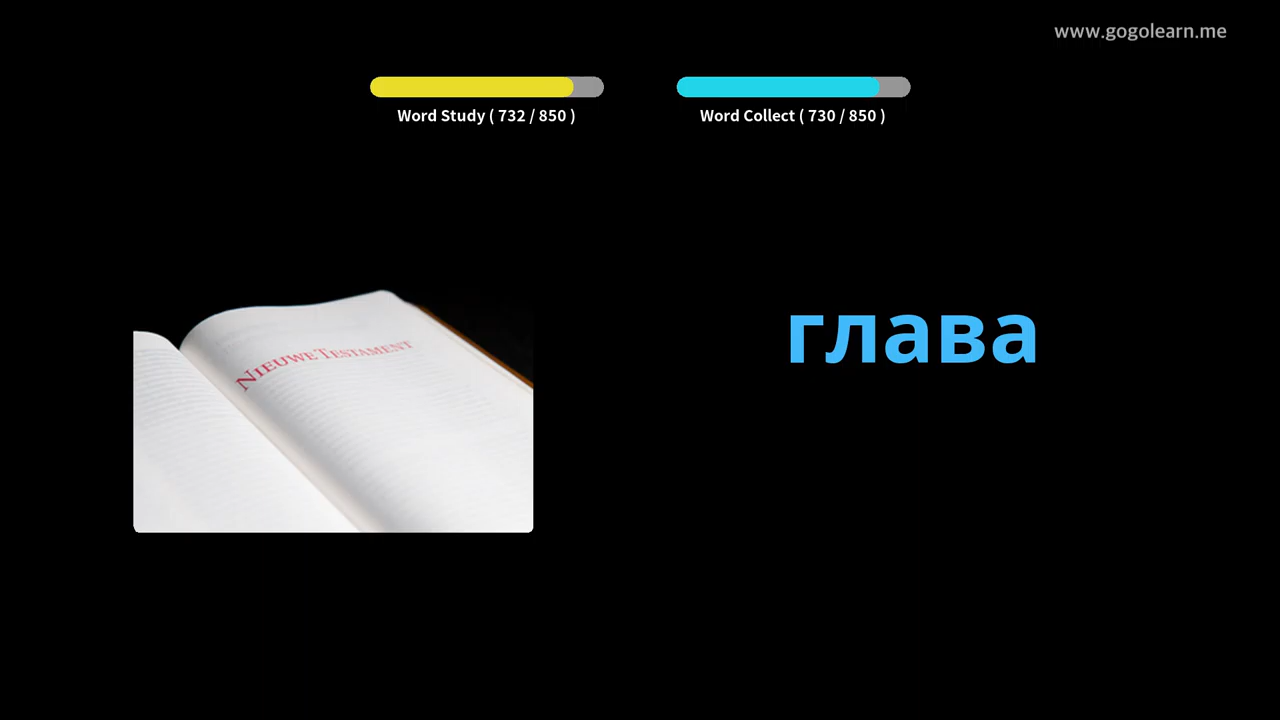 www.gogolearn.me
Word Study ( 732 / 850 )
Word Collect ( 730 / 850 )
глава
NIEUWE TESTAMENT